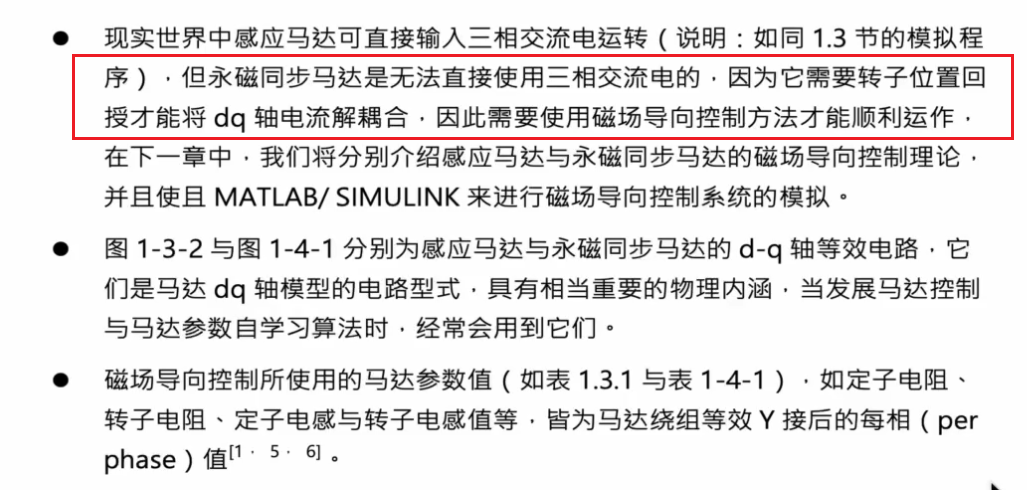 ● 现实世界中感应马达可直接输入三相交流电运转（说明：如同 1.3 节的模拟程
序），但永磁同步马达是无法直接使用三相交流电的，因为它需要转子位置回
授才能将 dq 轴电流解耦合，因此需要使用磁场导向控制方法才能顺利运作，
在下一章中，我们将分别介绍感应马达与永磁同步马达的磁场导向控制理论，
并且使且 MATLAB/ SIMULINK 来进行磁场导向控制系统的模拟。
● 图 1-3-2 与图 1-4-1 分别为感应马达与永磁同步马达的 d-q 轴等效电路，它
们是马达 dq 轴模型的电路型式，具有相当重要的物理内涵，当发展马达控制
与马达参数自学习算法时，经常会用到它们。
● 磁场导向控制所使用的马达参数值（如表 1.3.1 与表 1-4-1），如定子电阻、
转子电阻、定子电感与转子电感值等，皆为马达绕组等效 Y 接后的每相（per
phase）值[1， 5， 6]。